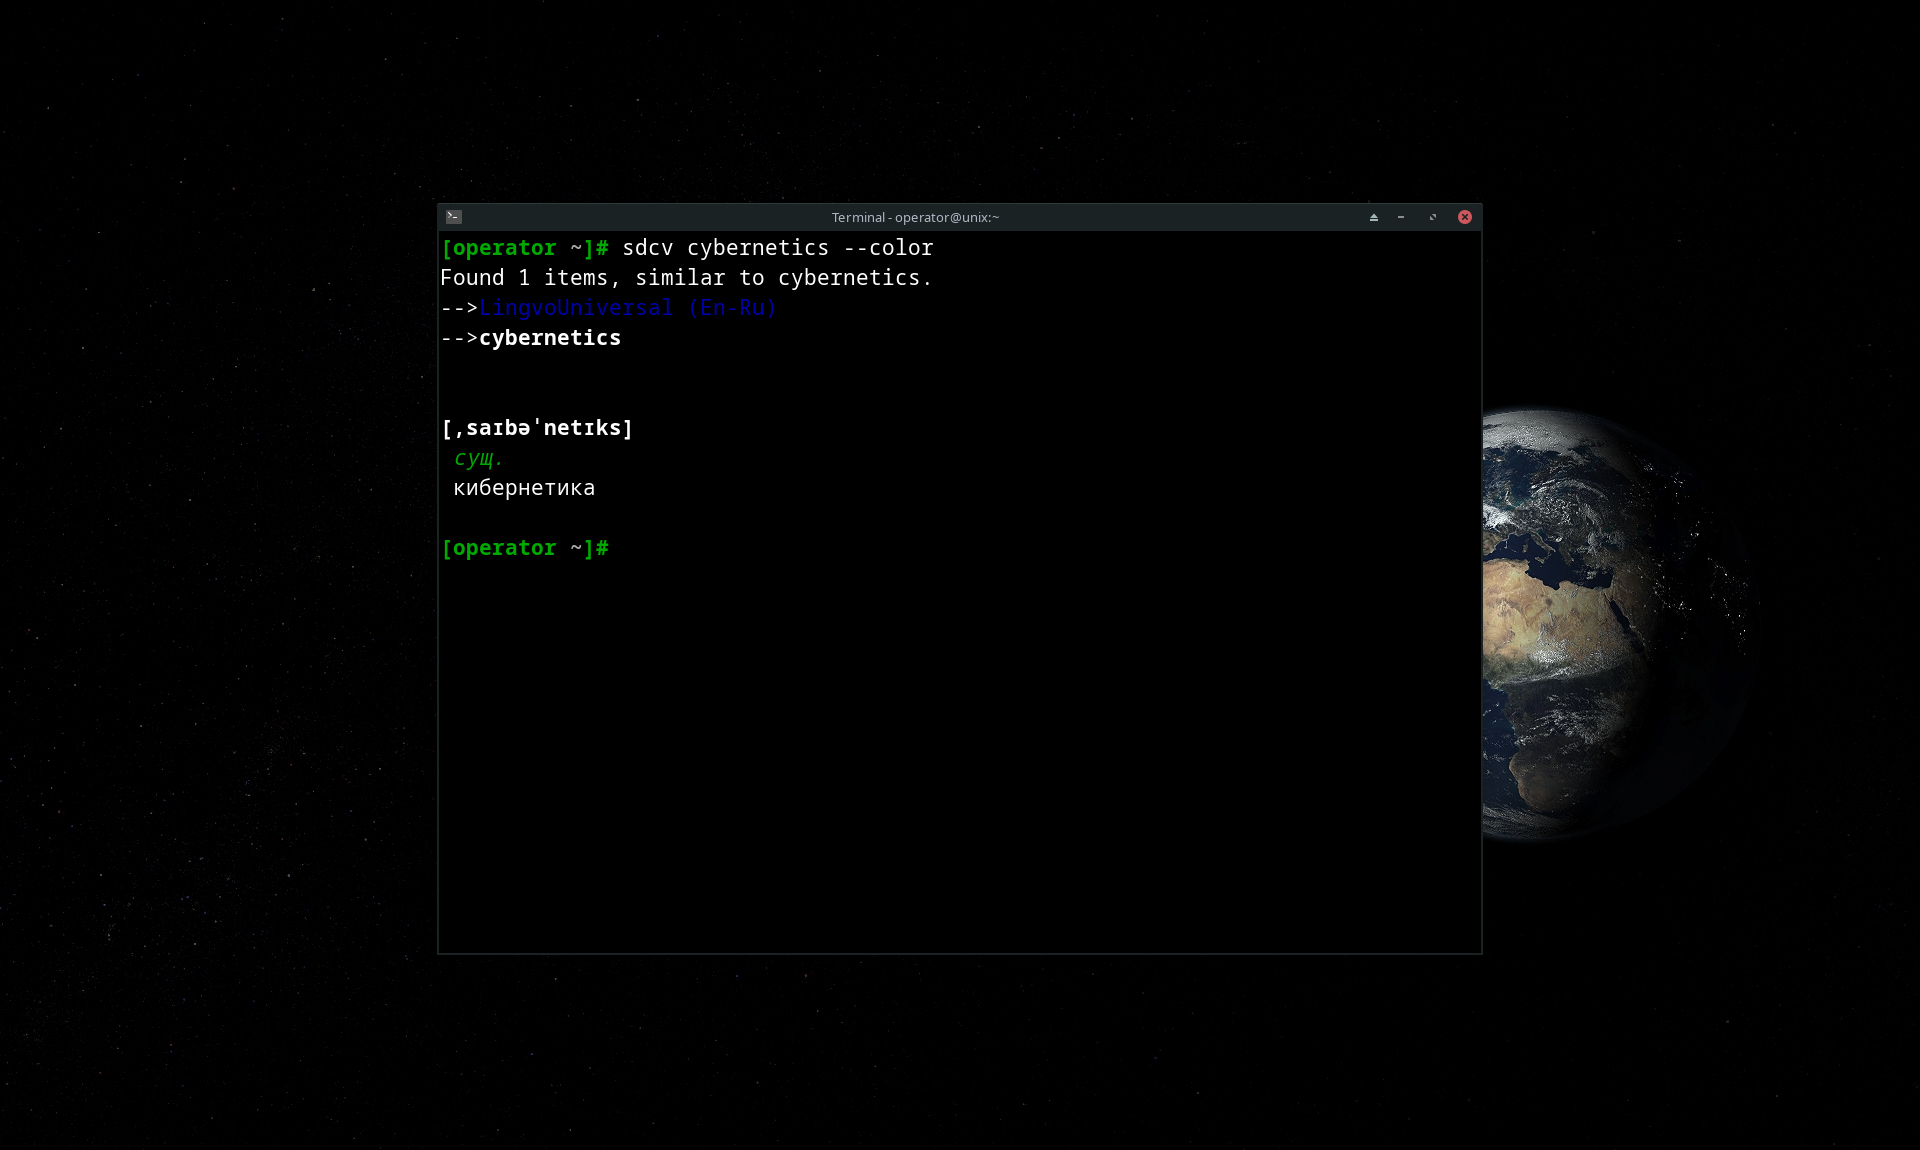 Terminal - operator@unix:~
[operator ~]# sdcv cybernetics --color
Found 1 items, similar to cybernetics.
-->LingvoUniversal (En-Ru)
-->cybernetics
[ˌsaɪbəˈnetɪks]
сущ.
кибернетика
[operator ~]#